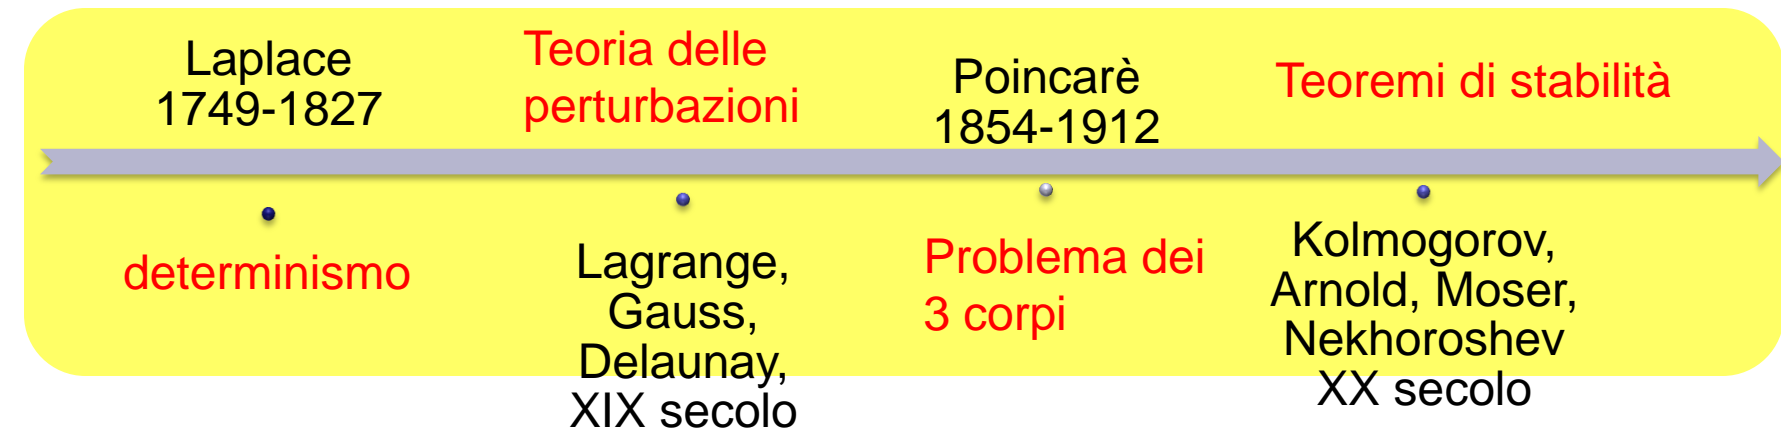 Laplace
1749-1827
determinismo
Teoria delle
perturbazioni
Lagrange,
Gauss,
Delaunay,
XIX secolo
Poincarè
1854-1912
Problema dei
3 corpi
Teoremi di stabilità
Kolmogorov,
Arnold, Moser,
Nekhoroshev
XX secolo